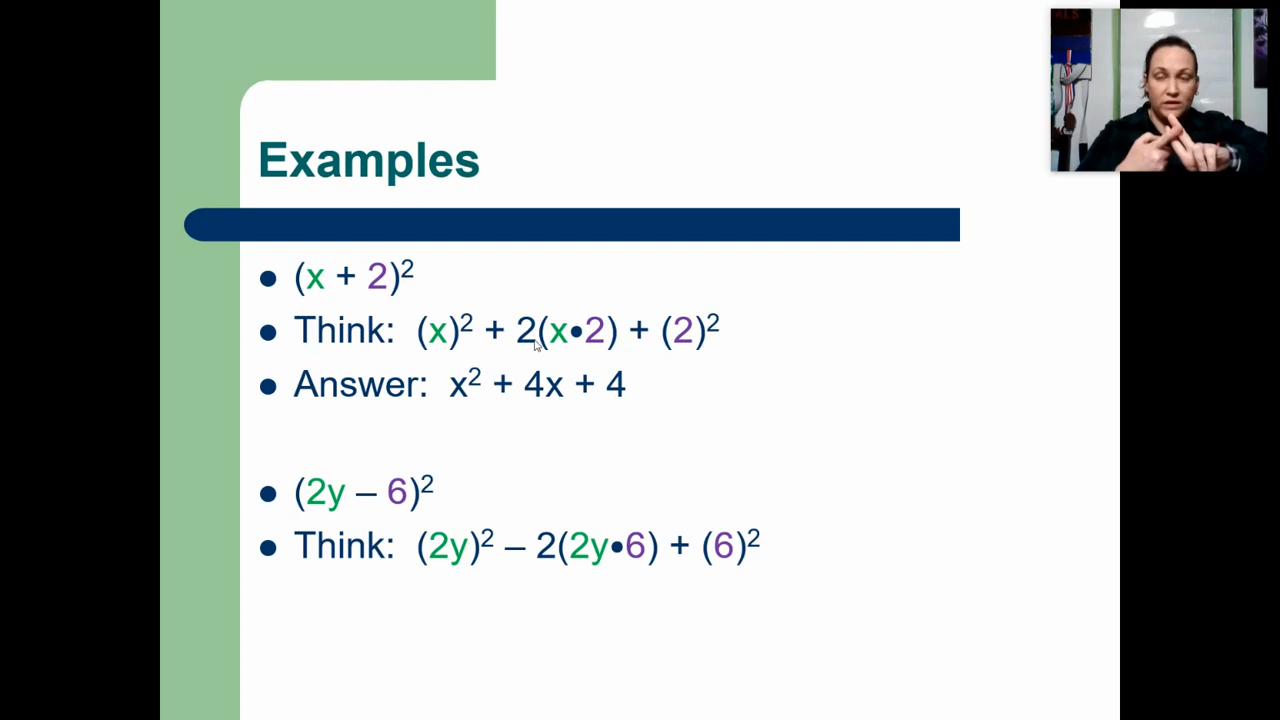 Examples
• (x + 2)²
• Think: (x)² + 2(x•2) + (2)²
• Answer: x² + 4x + 4
• (2y – 6)²
• Think: (2y)² – 2(2y•6) + (6)²